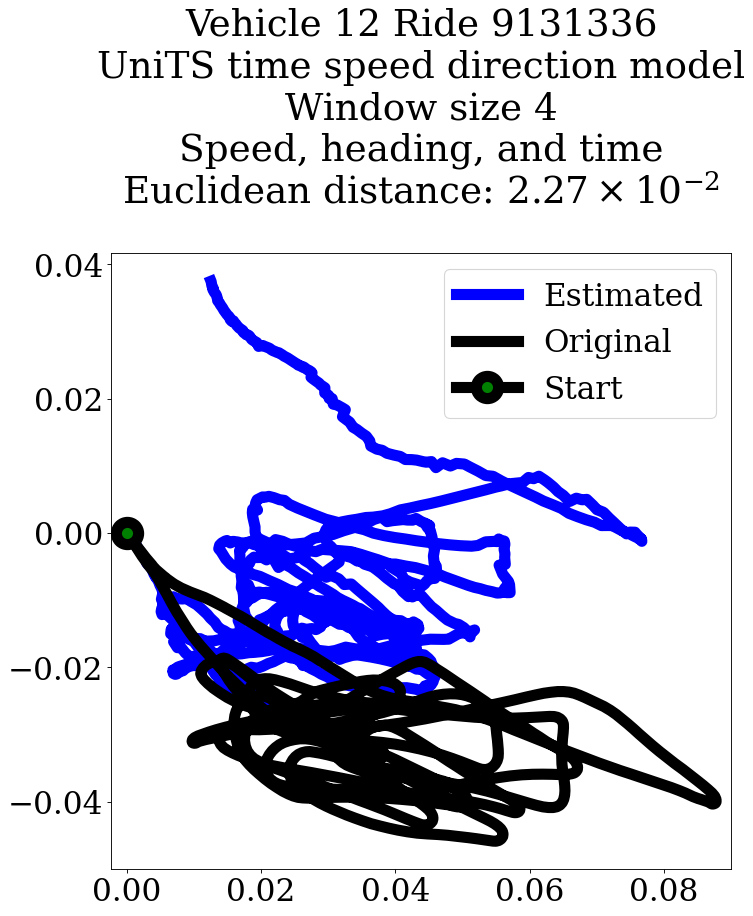 Vehicle 12 Ride 9131336
UniTS time speed direction model
Window size 4
Speed, heading, and time
Euclidean distance: 2.27 × 10⁻²
0.04
0.02
0.00
−0.02
−0.04
Estimated
Original
Start
0.00 0.02 0.04 0.06 0.08